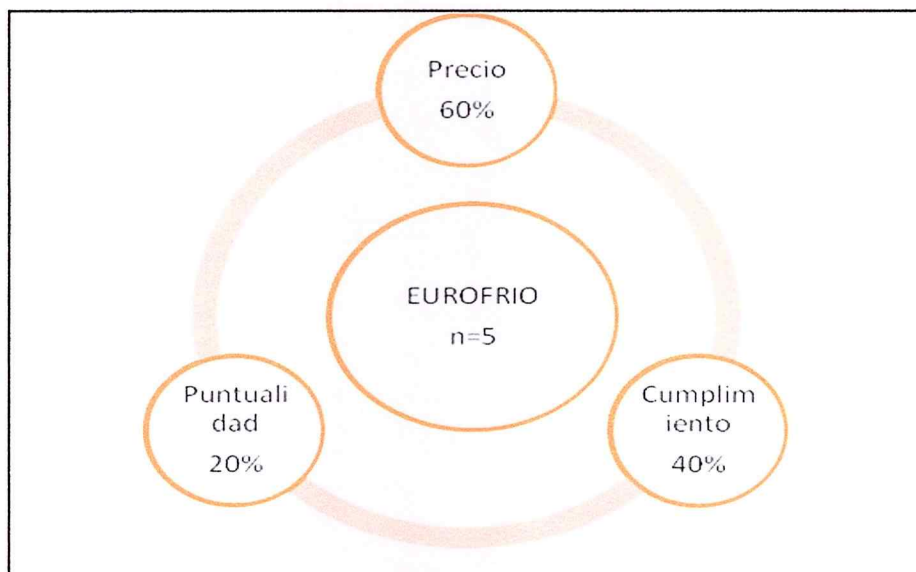 Precio
60%
EUROFRIO
n=5
Puntuali
dad
20%
Cumplim
iento
40%